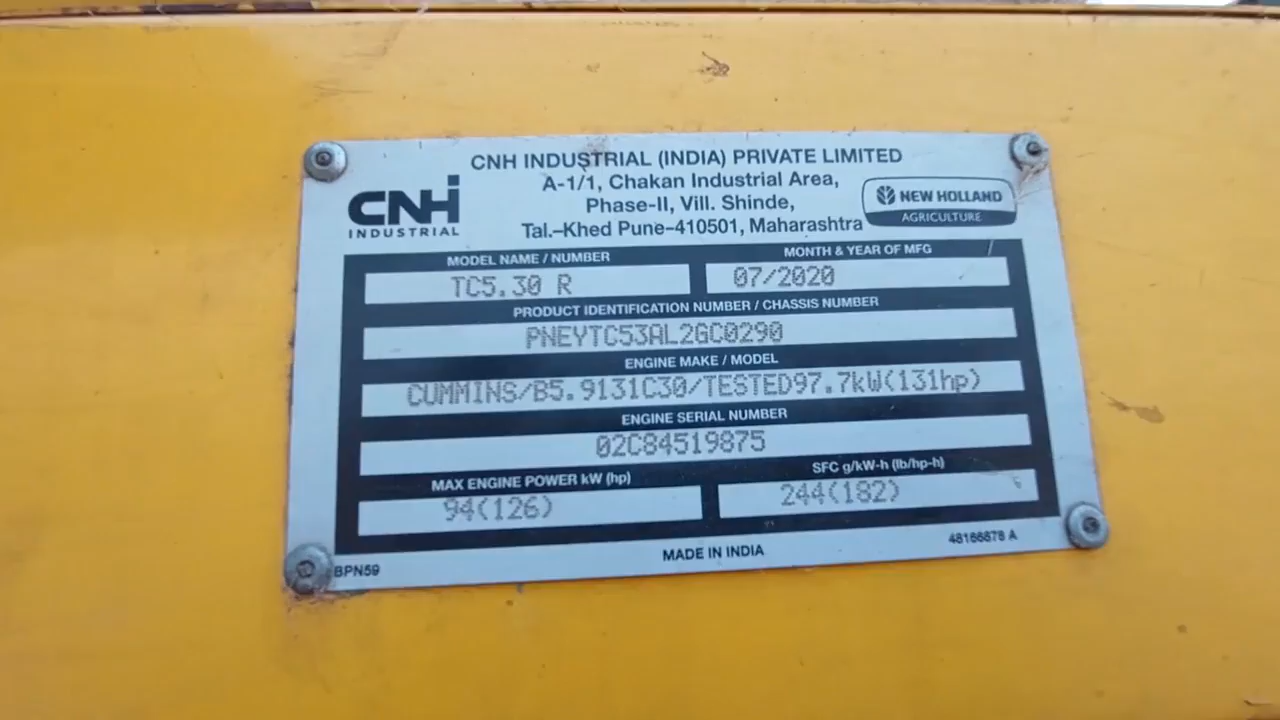 CNH INDUSTRIAL (INDIA) PRIVATE LIMITED
A-1/1, Chakan Industrial Area,
Phase-II, Vill. Shinde,
Tal.–Khed Pune–410501, Maharashtra
CNH
INDUSTRIAL
NEW HOLLAND
AGRICULTURE
MODEL NAME / NUMBER
MONTH & YEAR OF MFG
TC5.30 R
07/2020
PRODUCT IDENTIFICATION NUMBER / CHASSIS NUMBER
PNEYTC53AL2GC0290
ENGINE MAKE / MODEL
CUMMINS/B5.9131C30/TESTED97.7kW(131hp)
ENGINE SERIAL NUMBER
02C84519875
MAX ENGINE POWER kW (hp)
SFC g/kW-h (lb/hp-h)
94(126)
244(182)
MADE IN INDIA
BPN59
48166878 A